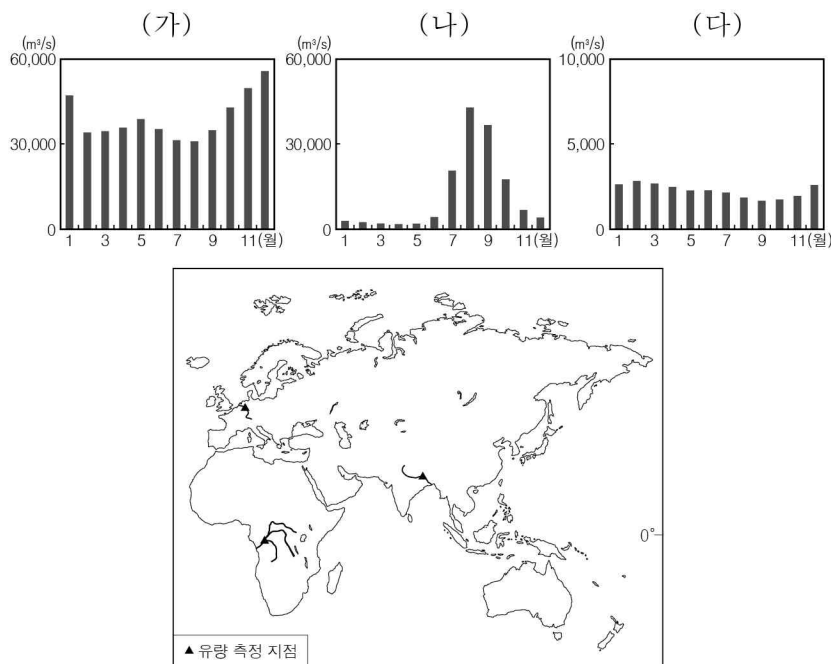 (가) (나) (다)
(m³/s) (m³/s) (m³/s)
60,000 60,000 10,000
30,000 30,000 5,000
0 0 0
1 3 5 7 9 11(월) 1 3 5 7 9 11(월) 1 3 5 7 9 11(월)
0°
▲ 유량 측정 지점